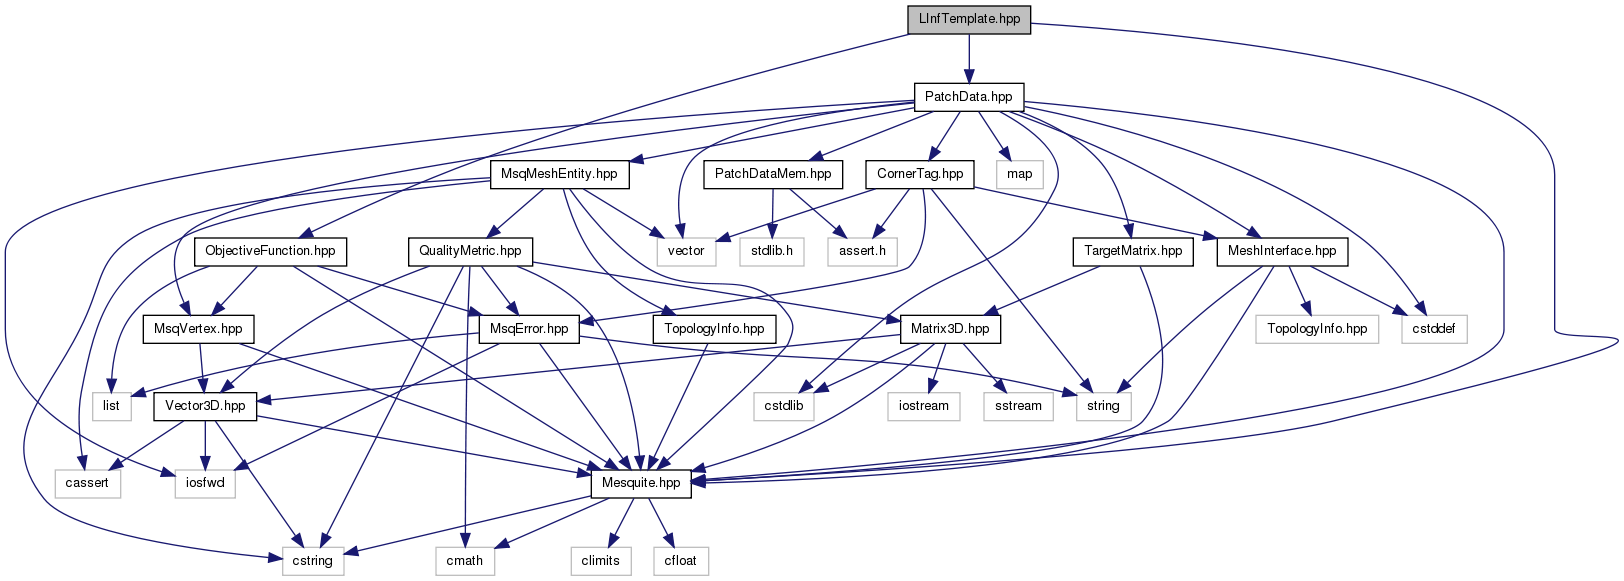 LInfTemplate.hpp
PatchData.hpp
MsqMeshEntity.hpp
PatchDataMem.hpp
CornerTag.hpp
map
ObjectiveFunction.hpp
QualityMetric.hpp
vector
stdlib.h
assert.h
TargetMatrix.hpp
MeshInterface.hpp
MsqVertex.hpp
MsqError.hpp
TopologyInfo.hpp
Matrix3D.hpp
TopologyInfo.hpp
cstddef
list
Vector3D.hpp
cstdlib
iostream
sstream
string
cassert
iosfwd
Mesquite.hpp
cstring
cmath
climits
cfloat